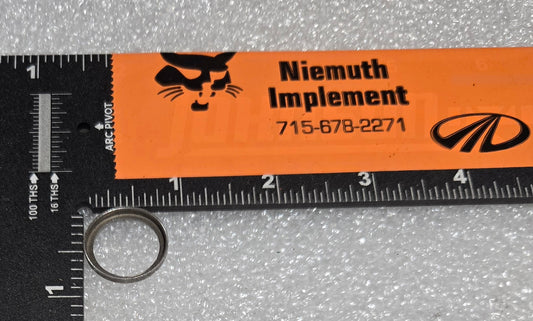 1
Niemuth
Implement
715-678-2271
ARC PIVOT
100 THS
16 THS
1 2 3 4
1